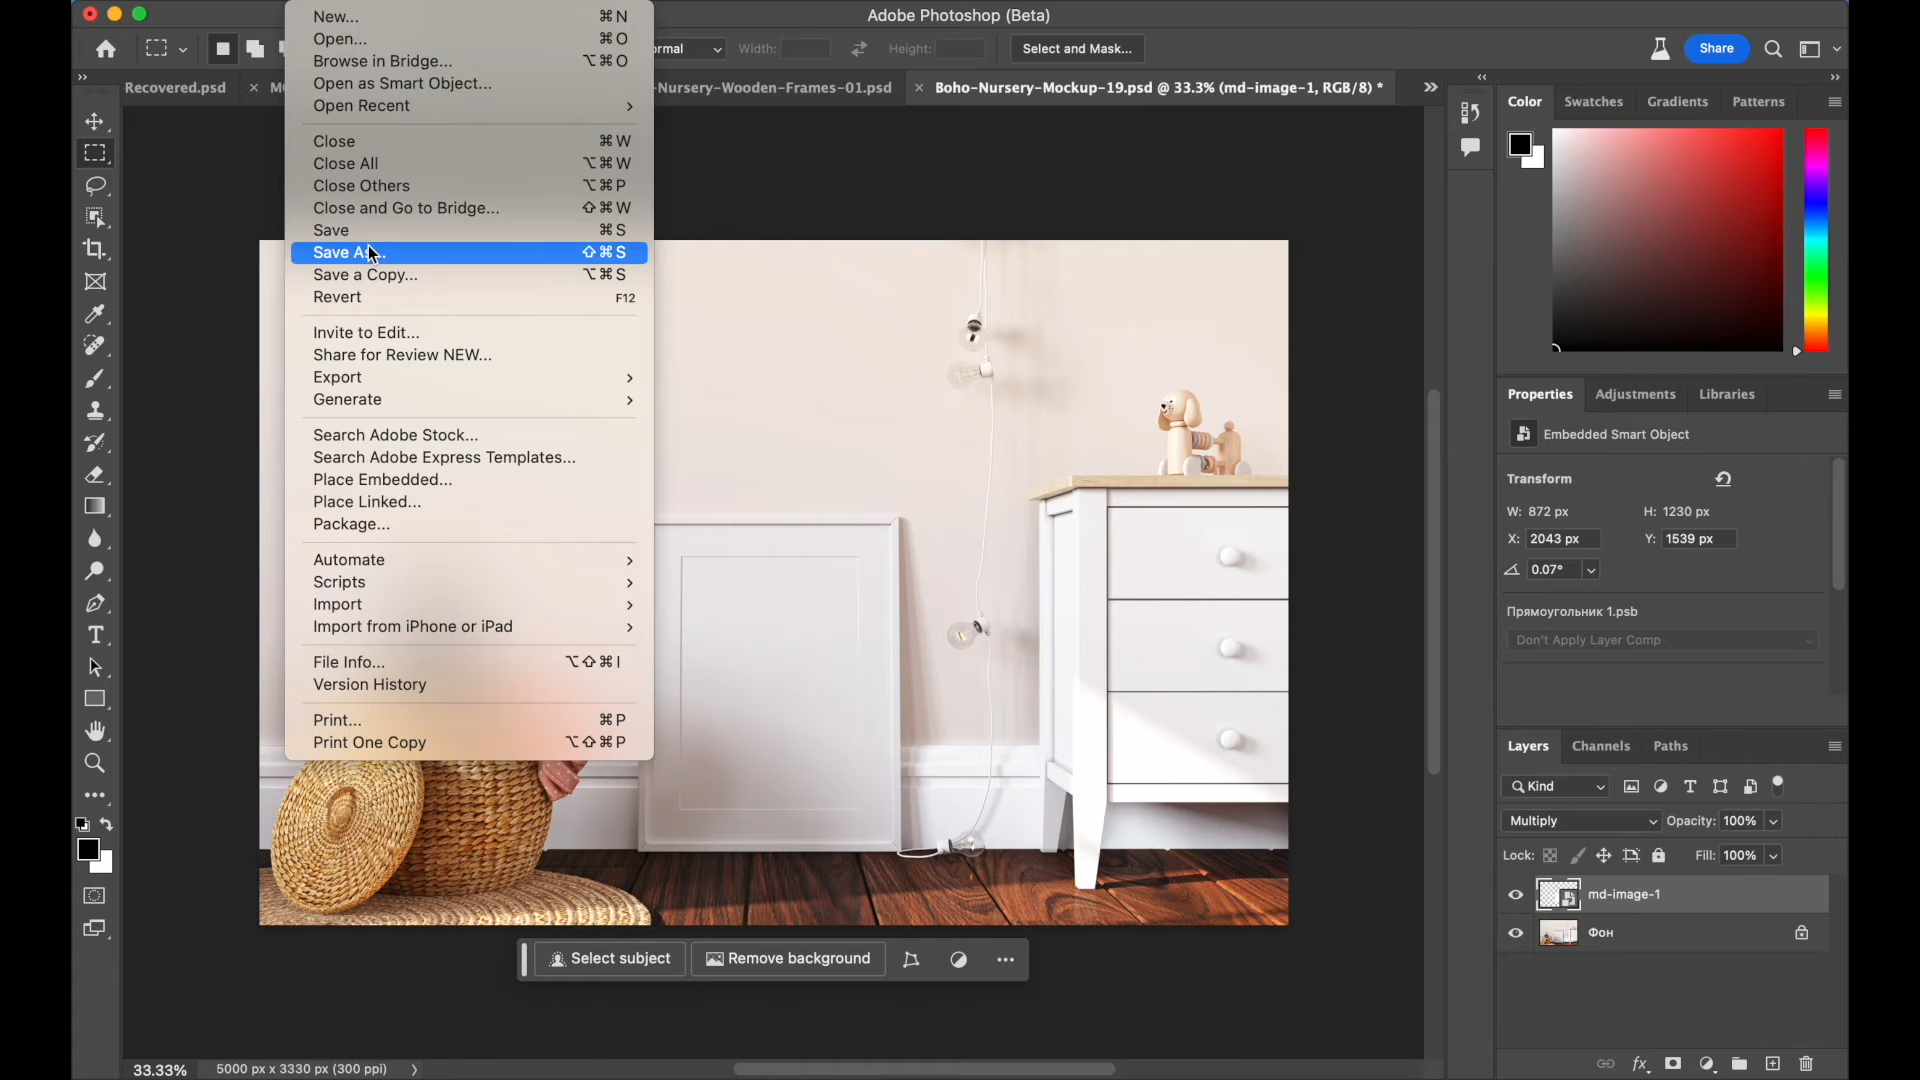 Adobe Photoshop (Beta)
rmal
Width:
Height:
Select and Mask...
Share
Recovered.psd
-Nursery-Wooden-Frames-01.psd
Boho-Nursery-Mockup-19.psd @ 33.3% (md-image-1, RGB/8) *
New... ⌘N
Open... ⌘O
Browse in Bridge... ⌥⌘O
Open as Smart Object...
Open Recent
Close ⌘W
Close All ⌥⌘W
Close Others ⌥⌘P
Close and Go to Bridge... ⇧⌘W
Save ⌘S
Save As... ⇧⌘S
Save a Copy... ⌥⌘S
Revert F12
Invite to Edit...
Share for Review NEW...
Export
Generate
Search Adobe Stock...
Search Adobe Express Templates...
Place Embedded...
Place Linked...
Package...
Automate
Scripts
Import
Import from iPhone or iPad
File Info... ⌥⇧⌘I
Version History
Print... ⌘P
Print One Copy ⌥⇧⌘P
Select subject
Remove background
33.33%
5000 px x 3330 px (300 ppi)
Color Swatches Gradients Patterns
Properties Adjustments Libraries
Embedded Smart Object
Transform
W: 872 px H: 1230 px
X: 2043 px Y: 1539 px
0.07°
Прямоугольник 1.psb
Don't Apply Layer Comp
Layers Channels Paths
Kind
Multiply Opacity: 100%
Lock: Fill: 100%
md-image-1
Фон